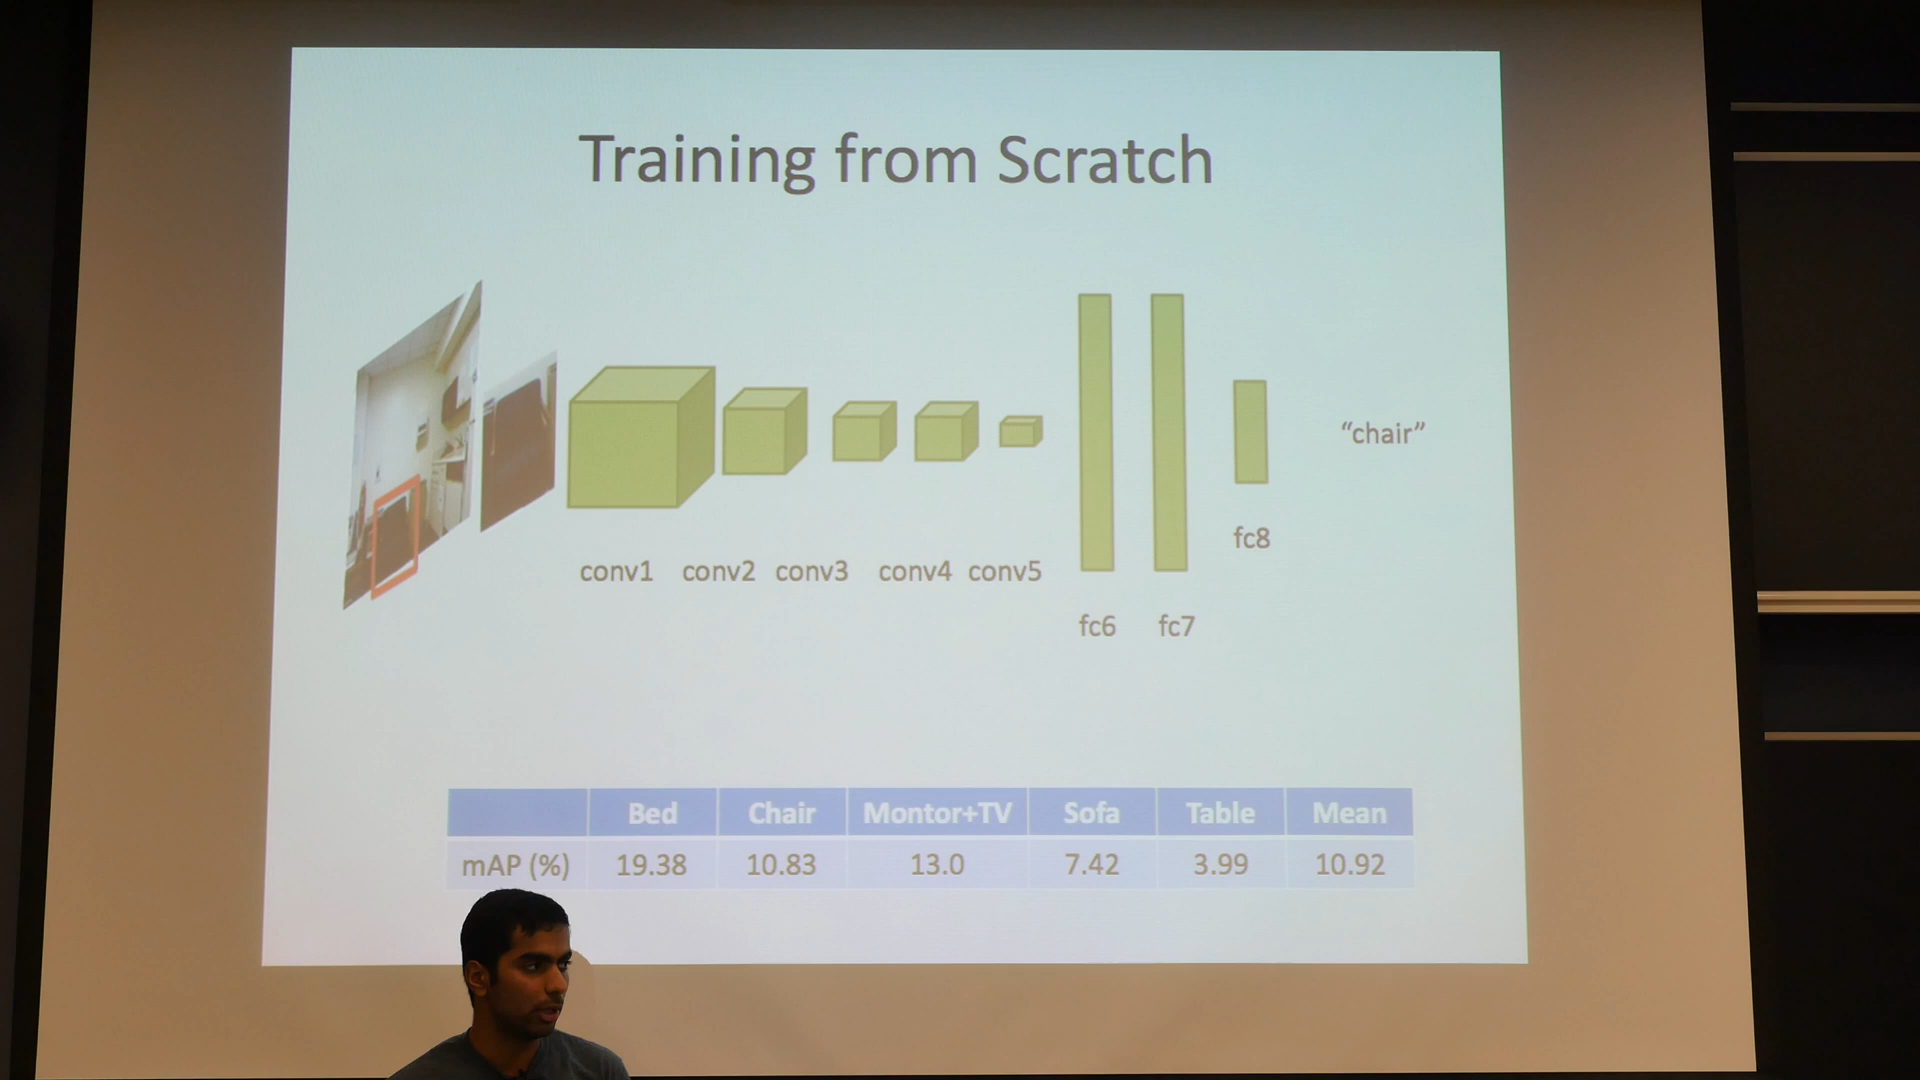 Training from Scratch
"chair"
fc8
conv1 conv2 conv3 conv4 conv5
fc6 fc7
Bed Chair Montor+TV Sofa Table Mean
mAP (%) 19.38 10.83 13.0 7.42 3.99 10.92